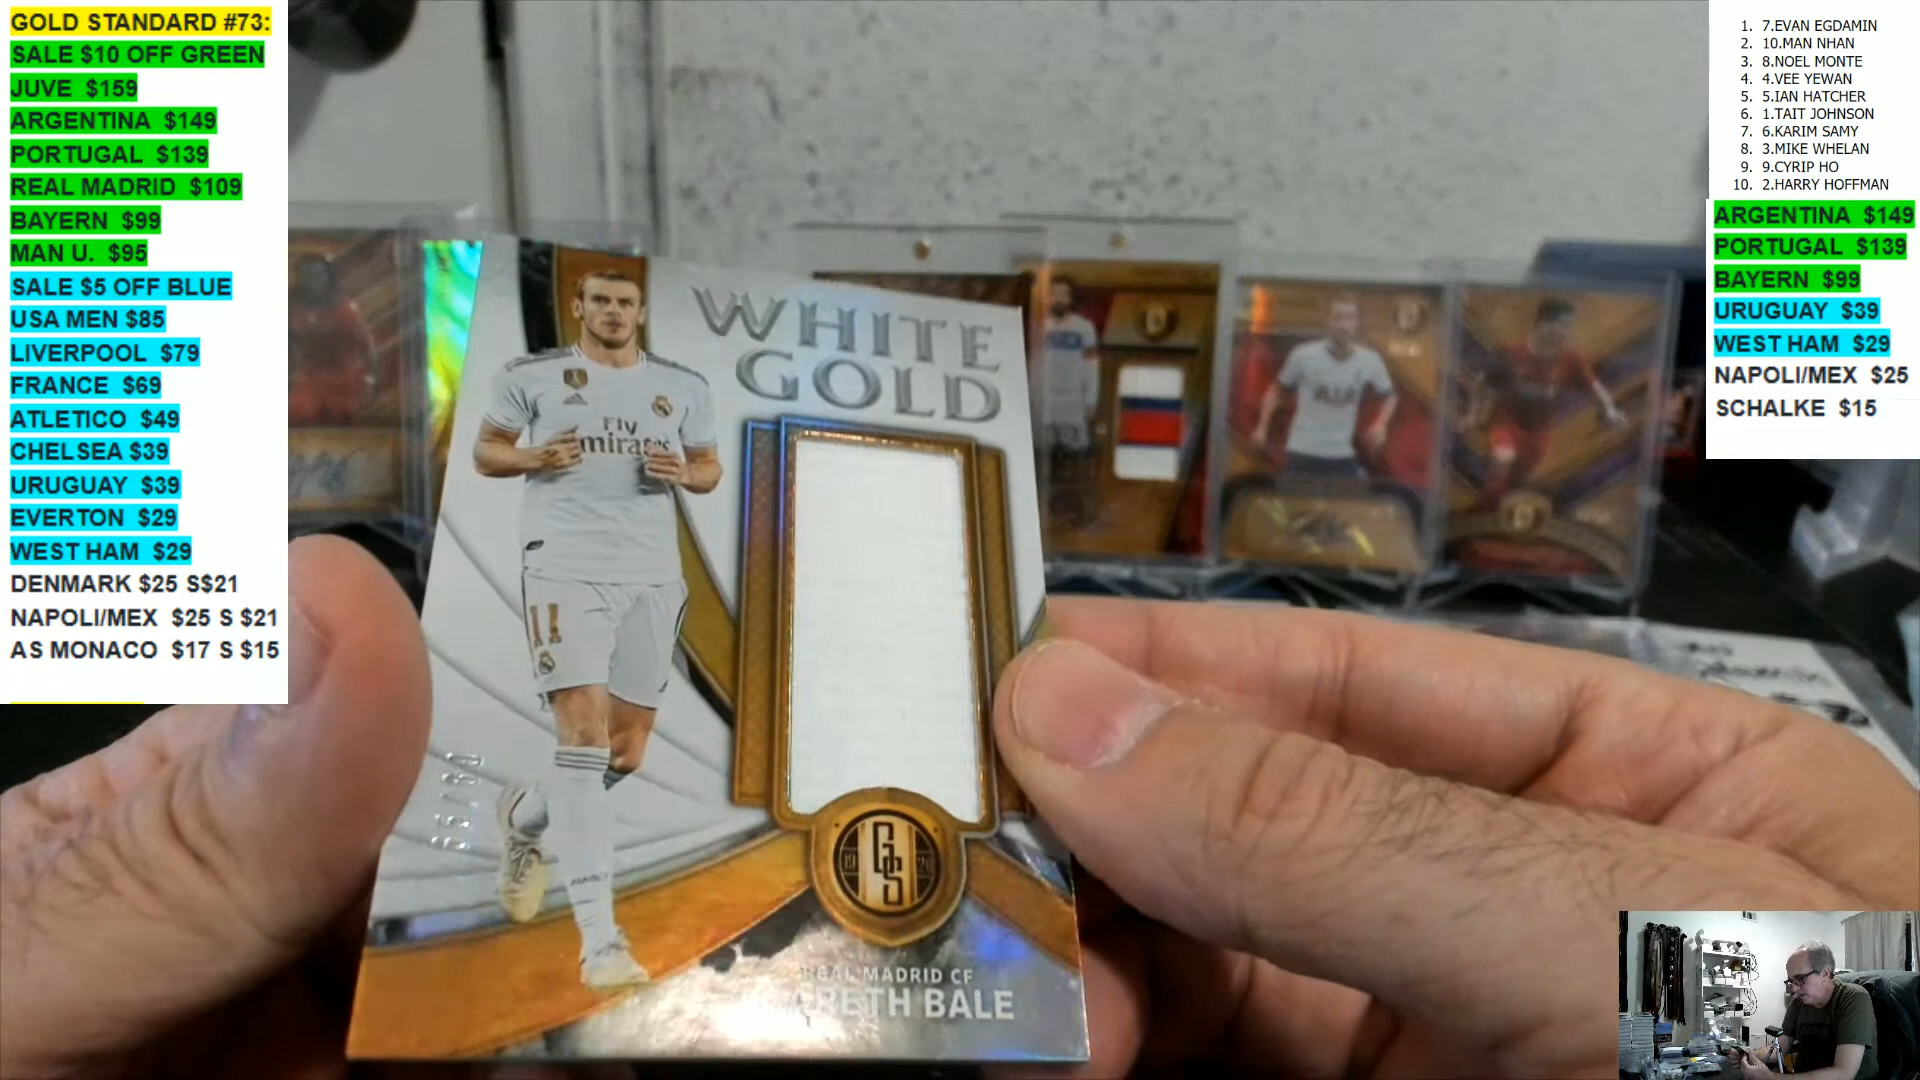 GOLD STANDARD #73:
SALE $10 OFF GREEN
JUVE $159
ARGENTINA $149
PORTUGAL $139
REAL MADRID $109
BAYERN $99
MAN U. $95
SALE $5 OFF BLUE
USA MEN $85
LIVERPOOL $79
FRANCE $69
ATLETICO $49
CHELSEA $39
URUGUAY $39
EVERTON $29
WEST HAM $29
DENMARK $25 S$21
NAPOLI/MEX $25 S $21
AS MONACO $17 S $15
WHITE
GOLD
Fly
Emirates
11
GS
REAL MADRID CF
GARETH BALE
1. 7.EVAN EGDAMIN
2. 10.MAN NHAN
3. 8.NOEL MONTE
4. 4.VEE YEWAN
5. 5.IAN HATCHER
6. 1.TAIT JOHNSON
7. 6.KARIM SAMY
8. 3.MIKE WHELAN
9. 9.CYRIP HO
10. 2.HARRY HOFFMAN
ARGENTINA $149
PORTUGAL $139
BAYERN $99
URUGUAY $39
WEST HAM $29
NAPOLI/MEX $25
SCHALKE $15